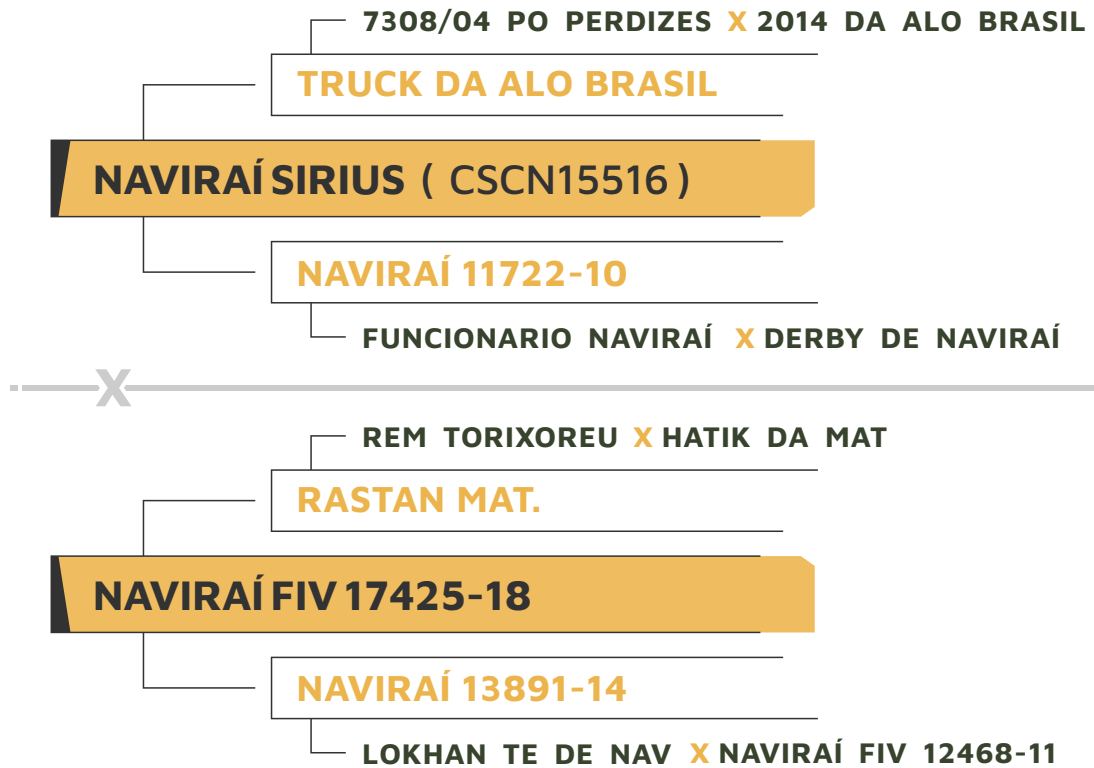 7308/04 PO PERDIZES X 2014 DA ALO BRASIL
TRUCK DA ALO BRASIL
NAVIRAÍ SIRIUS ( CSCN15516 )
NAVIRAÍ 11722-10
FUNCIONARIO NAVIRAÍ X DERBY DE NAVIRAÍ
X
REM TORIXOREU X HATIK DA MAT
RASTAN MAT.
NAVIRAÍ FIV 17425-18
NAVIRAÍ 13891-14
LOKHAN TE DE NAV X NAVIRAÍ FIV 12468-11